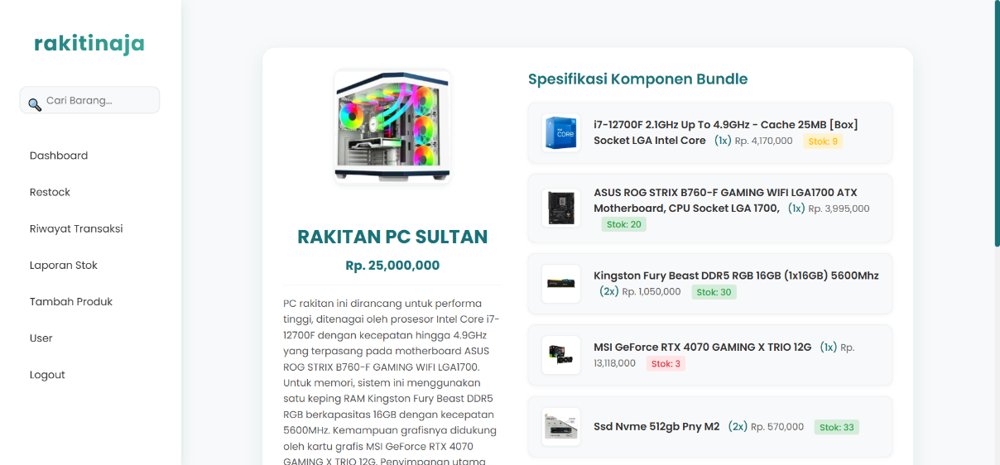 rakitinaja
Cari Barang...
Dashboard
Restock
Riwayat Transaksi
Laporan Stok
Tambah Produk
User
Logout
RAKITAN PC SULTAN
Rp. 25,000,000
PC rakitan ini dirancang untuk performa
tinggi, ditenagai oleh prosesor Intel Core i7-
12700F dengan kecepatan hingga 4.9GHz
yang terpasang pada motherboard ASUS
ROG STRIX B760-F GAMING WIFI LGA1700.
Untuk memori, sistem ini menggunakan
satu keping RAM Kingston Fury Beast DDR5
RGB berkapasitas 16GB dengan kecepatan
5600MHz. Kemampuan grafisnya didukung
oleh kartu grafis MSI GeForce RTX 4070
GAMING X TRIO 12G. Penyimpanan utama
Spesifikasi Komponen Bundle
i7-12700F 2.1GHz Up To 4.9GHz - Cache 25MB [Box]
Socket LGA Intel Core (1x) Rp. 4,170,000 Stok: 9
ASUS ROG STRIX B760-F GAMING WIFI LGA1700 ATX
Motherboard, CPU Socket LGA 1700, (1x) Rp. 3,995,000
Stok: 20
Kingston Fury Beast DDR5 RGB 16GB (1x16GB) 5600Mhz
(2x) Rp. 1,050,000 Stok: 30
MSI GeForce RTX 4070 GAMING X TRIO 12G (1x) Rp.
13,118,000 Stok: 3
Ssd Nvme 512gb Pny M2 (2x) Rp. 570,000 Stok: 33